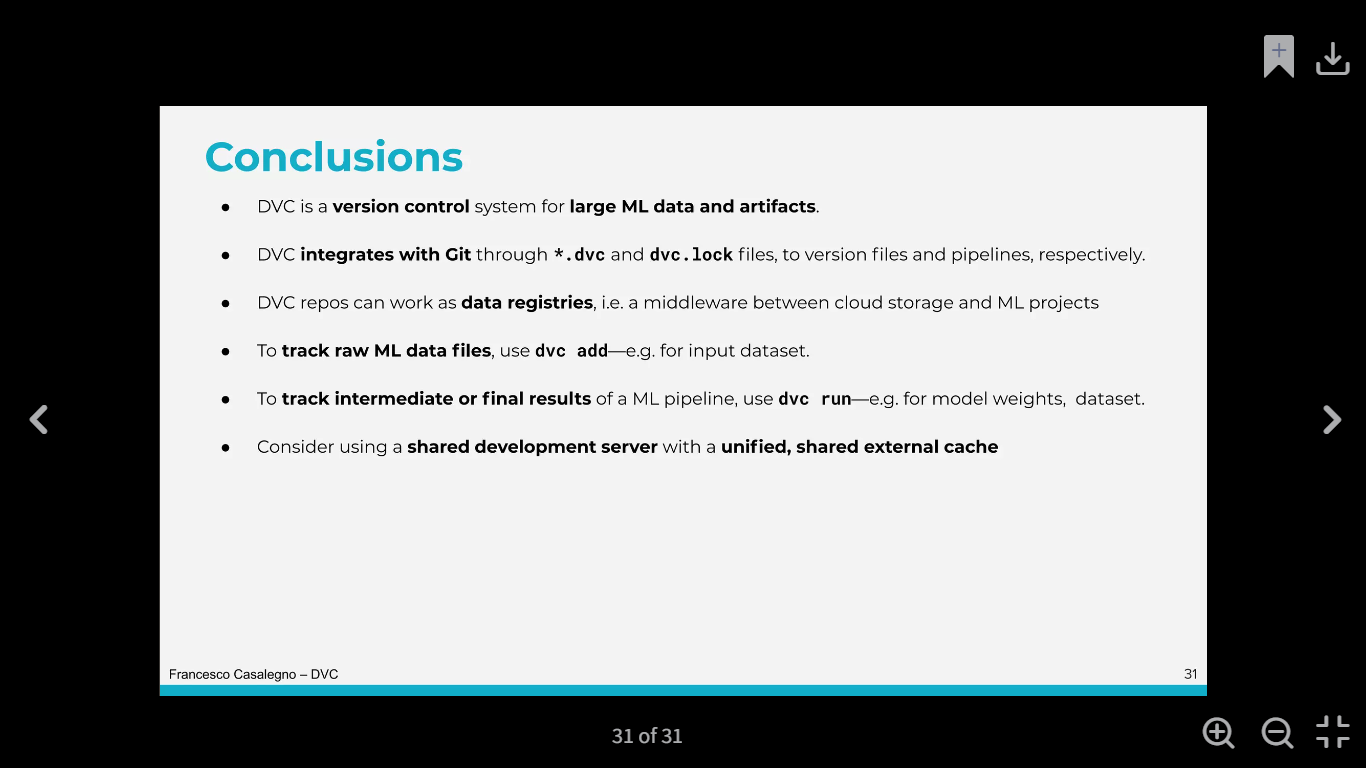 Conclusions
● DVC is a version control system for large ML data and artifacts.
● DVC integrates with Git through *.dvc and dvc.lock files, to version files and pipelines, respectively.
● DVC repos can work as data registries, i.e. a middleware between cloud storage and ML projects
● To track raw ML data files, use dvc add—e.g. for input dataset.
● To track intermediate or final results of a ML pipeline, use dvc run—e.g. for model weights,  dataset.
● Consider using a shared development server with a unified, shared external cache
Francesco Casalegno – DVC
31
31 of 31